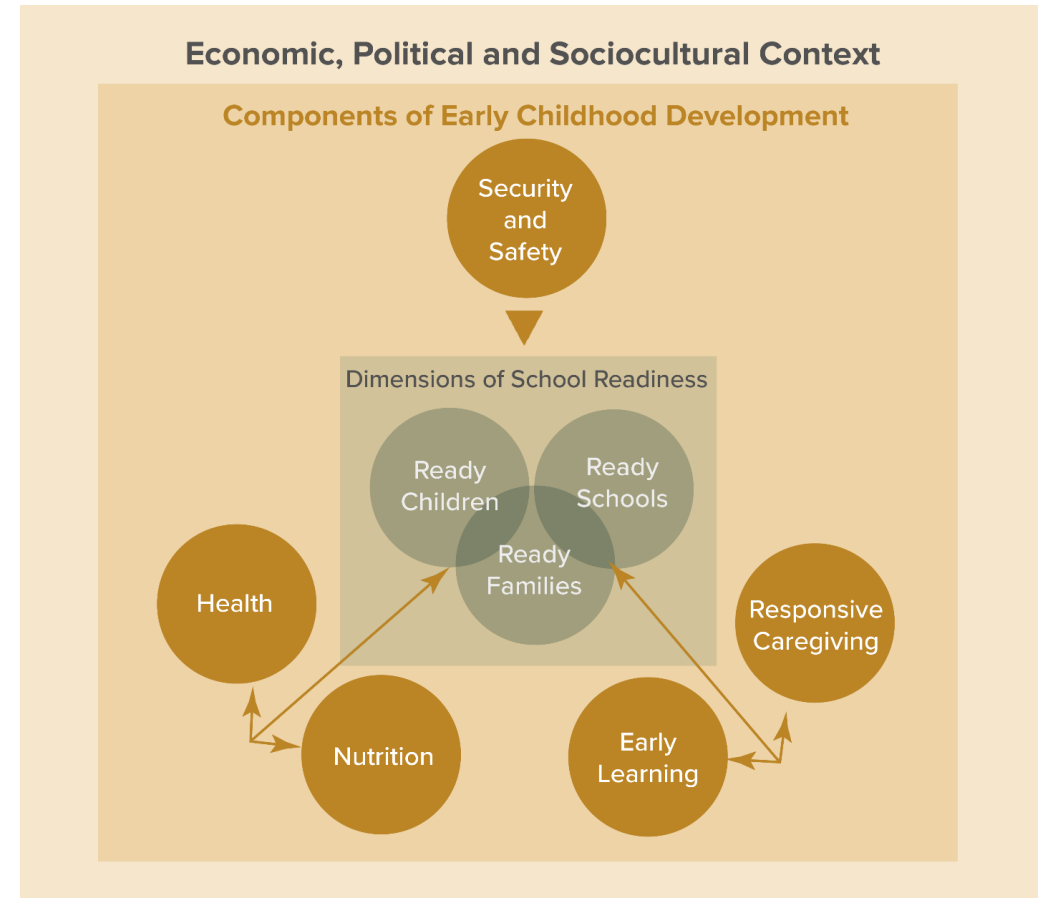 Economic, Political and Sociocultural Context
Components of Early Childhood Development
Security
and
Safety
Dimensions of School Readiness
Ready
Children
Ready
Schools
Ready
Families
Health
Responsive
Caregiving
Nutrition
Early
Learning